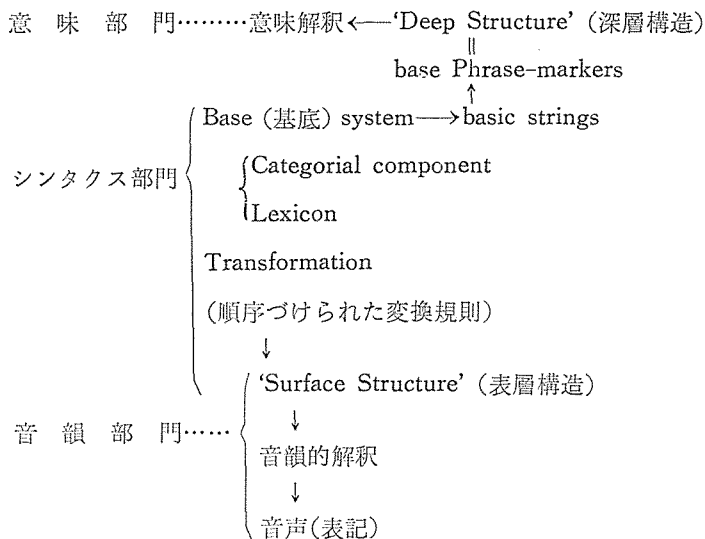 意味部門………意味解釈←—‘Deep Structure’（深層構造）
||
base Phrase-markers
↑
Base（基底）system—→basic strings
シンタクス部門
Categorial component
Lexicon
Transformation
（順序づけられた変換規則）
↓
‘Surface Structure’（表層構造）
音韻部門……
↓
音韻的解釈
↓
音声（表記）